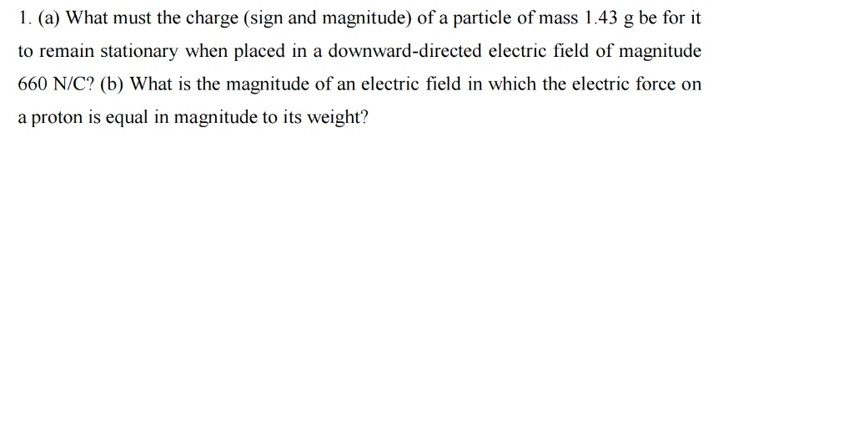 1. (a) What must the charge (sign and magnitude) of a particle of mass 1.43 g be for it
to remain stationary when placed in a downward-directed electric field of magnitude
660 N/C? (b) What is the magnitude of an electric field in which the electric force on
a proton is equal in magnitude to its weight?